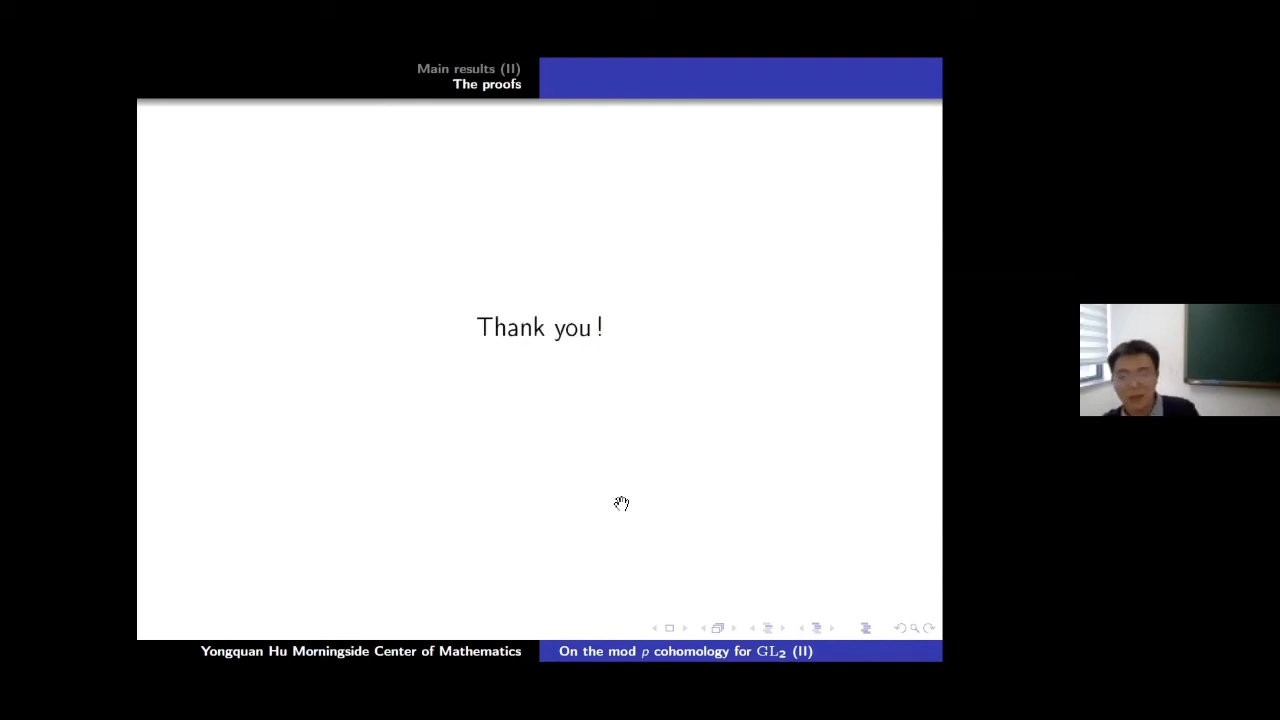 Main results (II)
The proofs
Thank you !
Yongquan Hu Morningside Center of Mathematics
On the mod p cohomology for GL₂ (II)